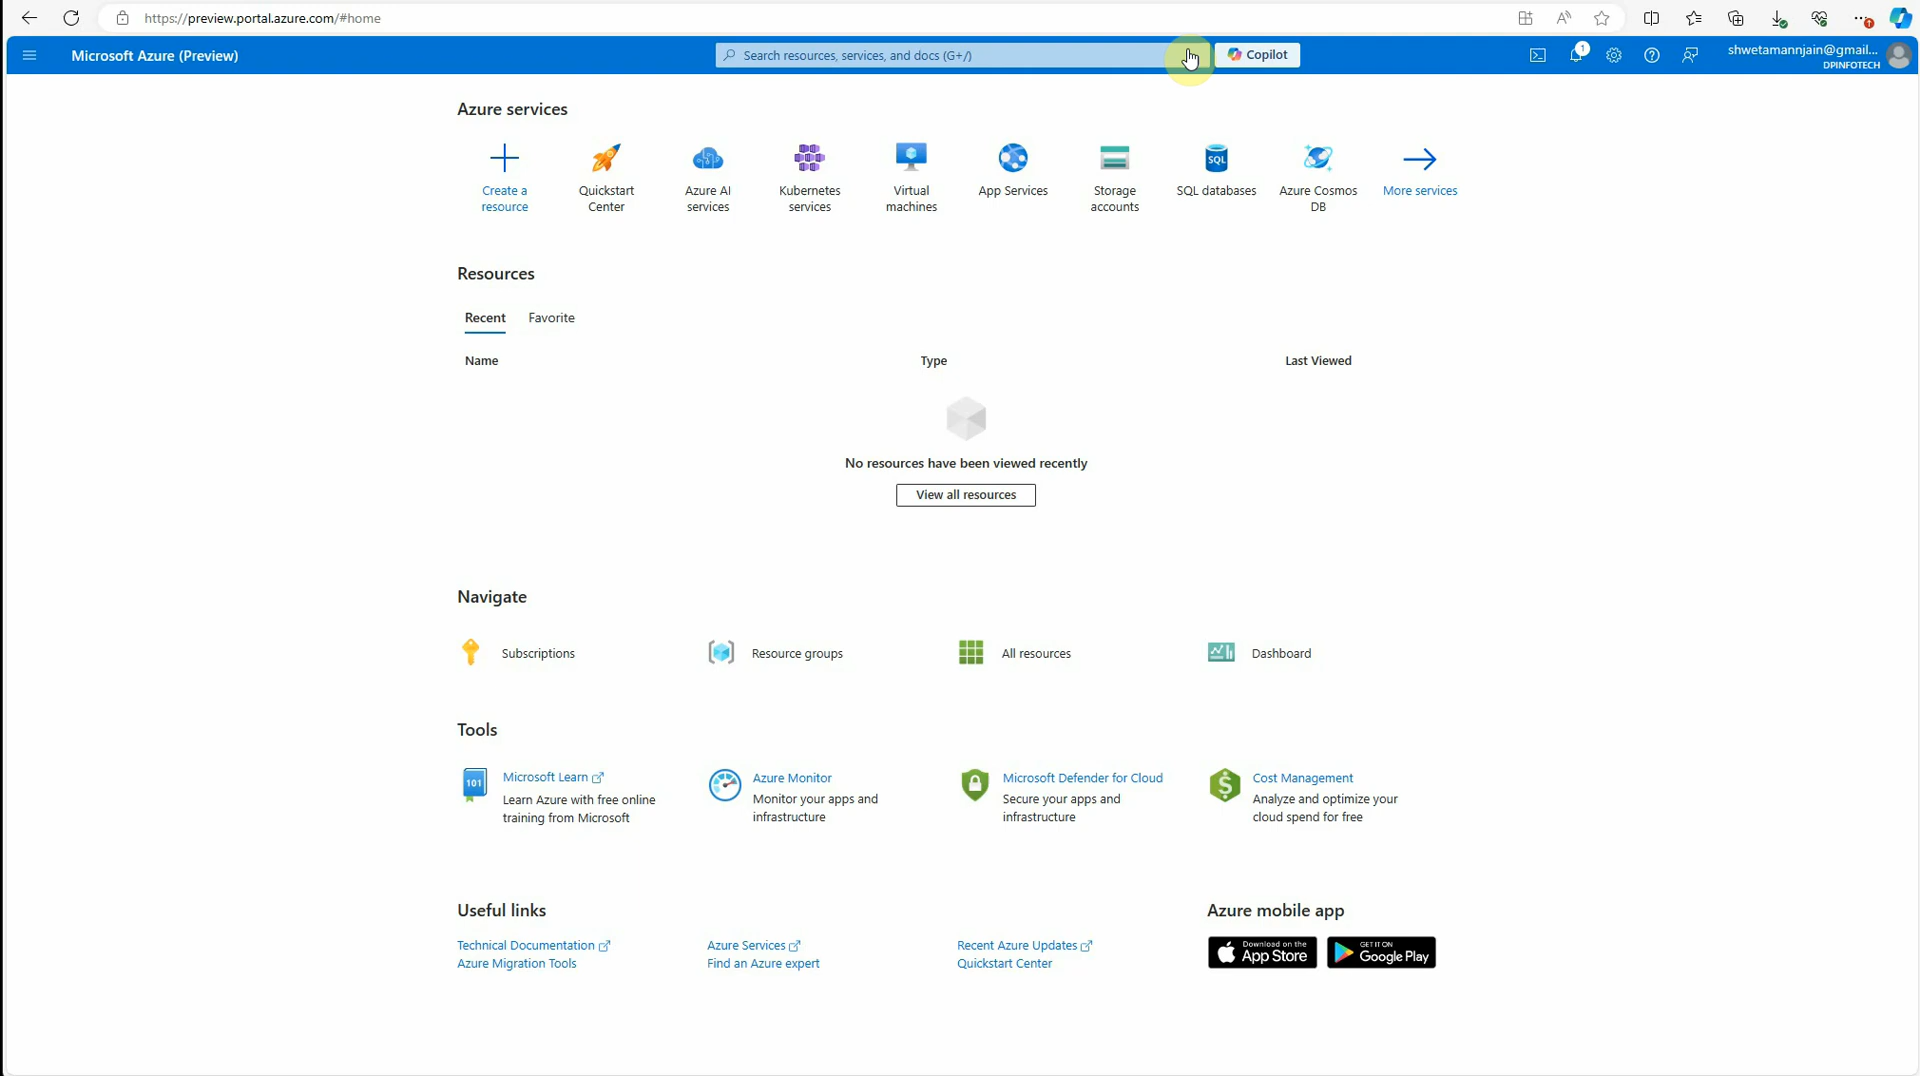 https://preview.portal.azure.com/#home
Microsoft Azure (Preview)
Search resources, services, and docs (G+/)
Copilot
1
shwetamannjain@gmail...
DPINFOTECH
Azure services
Create a
resource
Quickstart
Center
Azure AI
services
Kubernetes
services
Virtual
machines
App Services
Storage
accounts
SQL
SQL databases
Azure Cosmos
DB
More services
Resources
Recent
Favorite
Name
Type
Last Viewed
No resources have been viewed recently
View all resources
Navigate
Subscriptions
Resource groups
All resources
Dashboard
Tools
101
Microsoft Learn
Learn Azure with free online
training from Microsoft
Azure Monitor
Monitor your apps and
infrastructure
Microsoft Defender for Cloud
Secure your apps and
infrastructure
Cost Management
Analyze and optimize your
cloud spend for free
Useful links
Technical Documentation
Azure Migration Tools
Azure Services
Find an Azure expert
Recent Azure Updates
Quickstart Center
Azure mobile app
Download on the
App Store
GET IT ON
Google Play